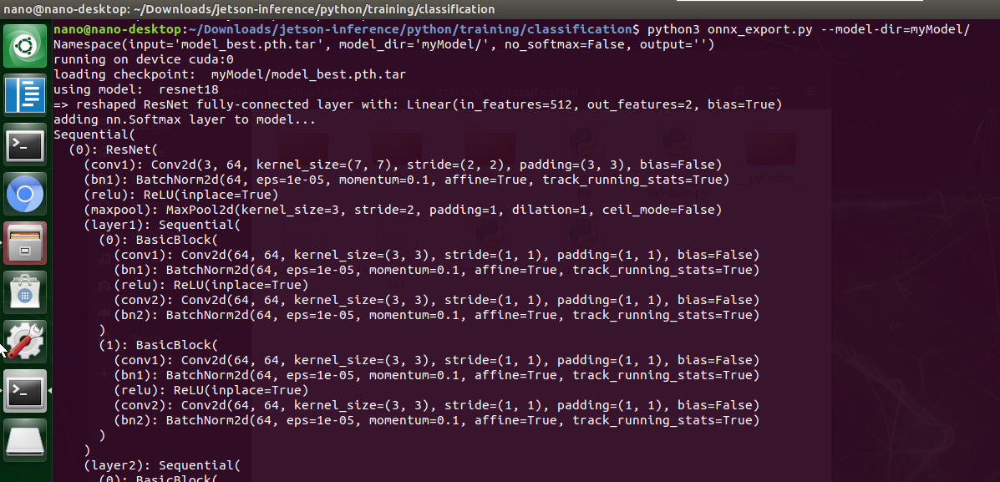 nano@nano-desktop: ~/Downloads/jetson-inference/python/training/classification
nano@nano-desktop:~/Downloads/jetson-inference/python/training/classification$ python3 onnx_export.py --model-dir=myModel/
Namespace(input='model_best.pth.tar', model_dir='myModel/', no_softmax=False, output='')
running on device cuda:0
loading checkpoint:  myModel/model_best.pth.tar
using model:  resnet18
=> reshaped ResNet fully-connected layer with: Linear(in_features=512, out_features=2, bias=True)
adding nn.Softmax layer to model...
Sequential(
  (0): ResNet(
    (conv1): Conv2d(3, 64, kernel_size=(7, 7), stride=(2, 2), padding=(3, 3), bias=False)
    (bn1): BatchNorm2d(64, eps=1e-05, momentum=0.1, affine=True, track_running_stats=True)
    (relu): ReLU(inplace=True)
    (maxpool): MaxPool2d(kernel_size=3, stride=2, padding=1, dilation=1, ceil_mode=False)
    (layer1): Sequential(
      (0): BasicBlock(
        (conv1): Conv2d(64, 64, kernel_size=(3, 3), stride=(1, 1), padding=(1, 1), bias=False)
        (bn1): BatchNorm2d(64, eps=1e-05, momentum=0.1, affine=True, track_running_stats=True)
        (relu): ReLU(inplace=True)
        (conv2): Conv2d(64, 64, kernel_size=(3, 3), stride=(1, 1), padding=(1, 1), bias=False)
        (bn2): BatchNorm2d(64, eps=1e-05, momentum=0.1, affine=True, track_running_stats=True)
      )
      (1): BasicBlock(
        (conv1): Conv2d(64, 64, kernel_size=(3, 3), stride=(1, 1), padding=(1, 1), bias=False)
        (bn1): BatchNorm2d(64, eps=1e-05, momentum=0.1, affine=True, track_running_stats=True)
        (relu): ReLU(inplace=True)
        (conv2): Conv2d(64, 64, kernel_size=(3, 3), stride=(1, 1), padding=(1, 1), bias=False)
        (bn2): BatchNorm2d(64, eps=1e-05, momentum=0.1, affine=True, track_running_stats=True)
      )
    )
    (layer2): Sequential(
      (0): BasicBlock(